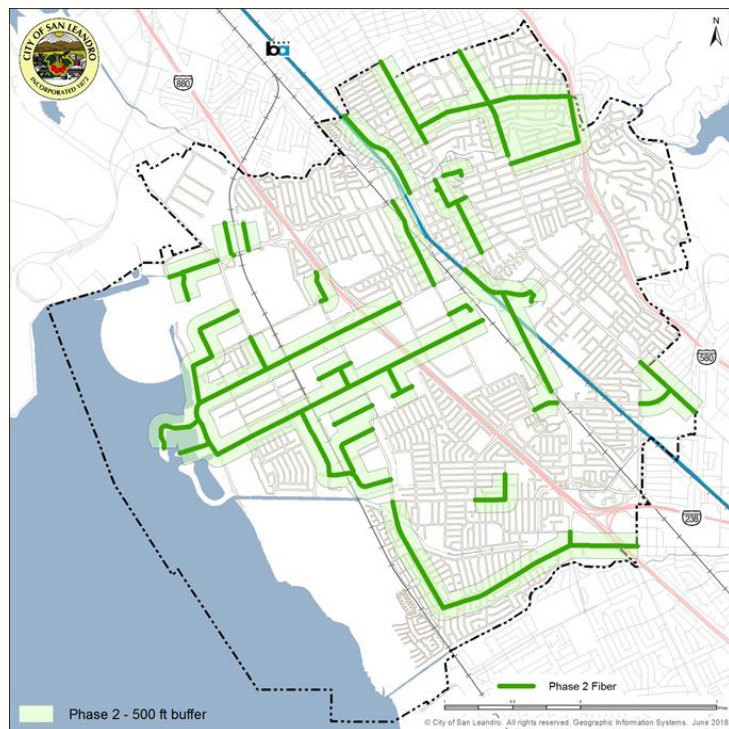 CITY OF SAN LEANDRO
INCORPORATED 1872
ba
N
880
580
238
Phase 2 Fiber
Phase 2 - 500 ft buffer
© City of San Leandro. All rights reserved. Geographic Information Systems. June 2018